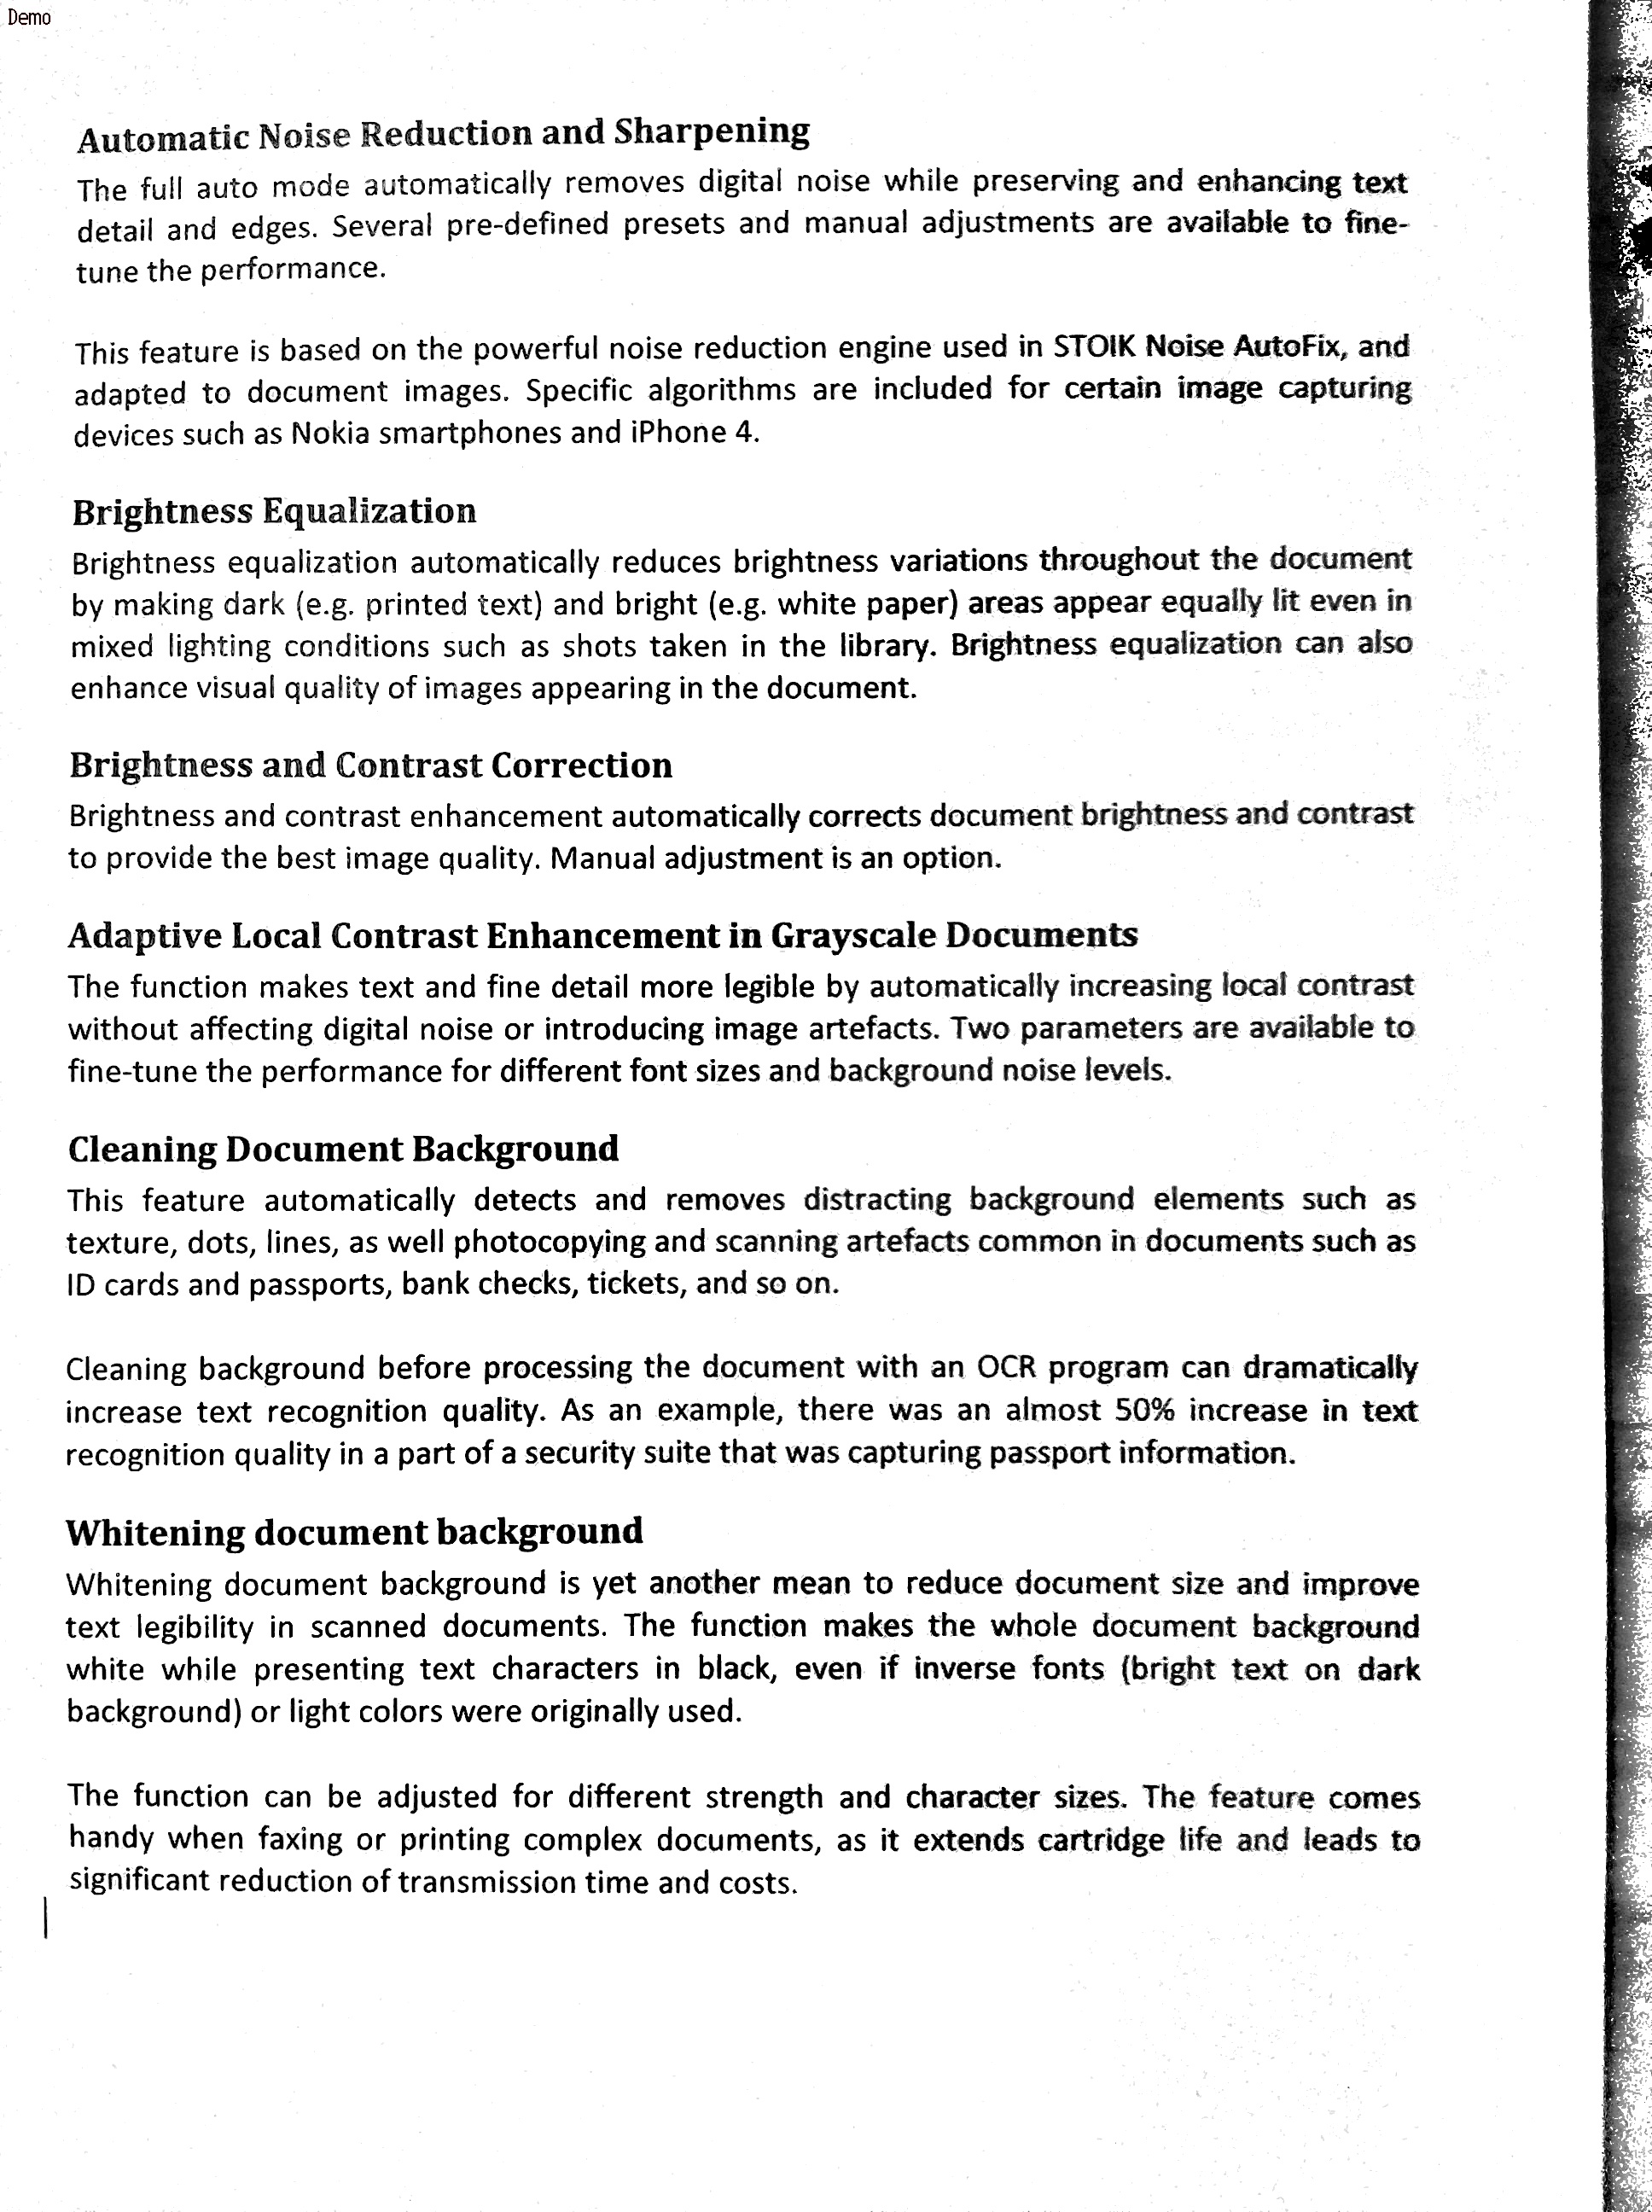 Demo
Automatic Noise Reduction and Sharpening
The full auto mode automatically removes digital noise while preserving and enhancing text
detail and edges. Several pre-defined presets and manual adjustments are available to fine-
tune the performance.
This feature is based on the powerful noise reduction engine used in STOIK Noise AutoFix, and
adapted to document images. Specific algorithms are included for certain image capturing
devices such as Nokia smartphones and iPhone 4.
Brightness Equalization
Brightness equalization automatically reduces brightness variations throughout the document
by making dark (e.g. printed text) and bright (e.g. white paper) areas appear equally lit even in
mixed lighting conditions such as shots taken in the library. Brightness equalization can also
enhance visual quality of images appearing in the document.
Brightness and Contrast Correction
Brightness and contrast enhancement automatically corrects document brightness and contrast
to provide the best image quality. Manual adjustment is an option.
Adaptive Local Contrast Enhancement in Grayscale Documents
The function makes text and fine detail more legible by automatically increasing local contrast
without affecting digital noise or introducing image artefacts. Two parameters are available to
fine-tune the performance for different font sizes and background noise levels.
Cleaning Document Background
This feature automatically detects and removes distracting background elements such as
texture, dots, lines, as well photocopying and scanning artefacts common in documents such as
ID cards and passports, bank checks, tickets, and so on.
Cleaning background before processing the document with an OCR program can dramatically
increase text recognition quality. As an example, there was an almost 50% increase in text
recognition quality in a part of a security suite that was capturing passport information.
Whitening document background
Whitening document background is yet another mean to reduce document size and improve
text legibility in scanned documents. The function makes the whole document background
white while presenting text characters in black, even if inverse fonts (bright text on dark
background) or light colors were originally used.
The function can be adjusted for different strength and character sizes. The feature comes
handy when faxing or printing complex documents, as it extends cartridge life and leads to
significant reduction of transmission time and costs.